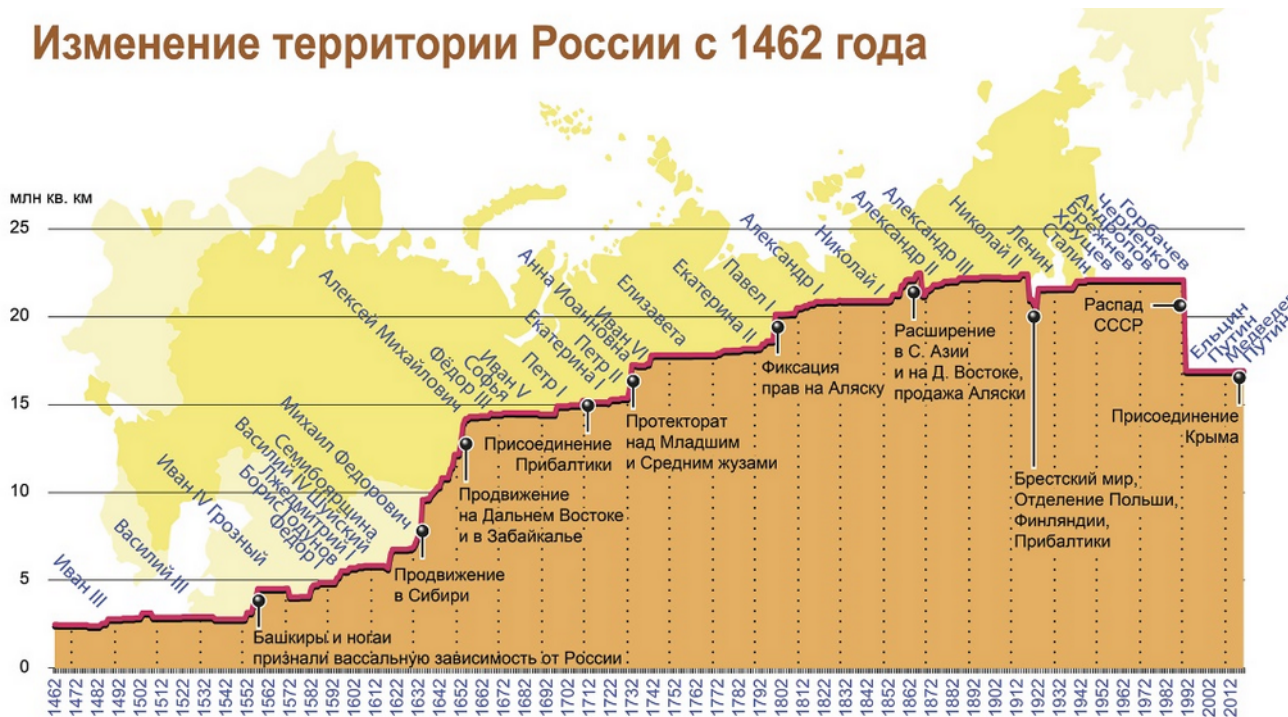 Изменение территории России с 1462 года
млн кв. км
25
20
15
10
5
0
Иван III
Василий III
Иван IV Грозный
Фёдор I
Борис Годунов
Лжедмитрий I
Василий IV Шуйский
Семибоярщина
Михаил Федорович
Алексей Михайлович
Фёдор III
Софья
Иван V
Петр I
Екатерина I
Петр II
Анна Иоанновна
Иван VI
Елизавета
Екатерина II
Павел I
Александр I
Николай I
Александр II
Александр III
Николай II
Ленин
Сталин
Хрущев
Брежнев
Андропов
Черненко
Горбачев
Ельцин
Путин
Медведев
Путин
Башкиры и ногаи
признали вассальную зависимость от России
Продвижение
в Сибири
Продвижение
на Дальнем Востоке
и в Забайкалье
Присоединение
Прибалтики
Протекторат
над Младшим
и Средним жузами
Фиксация
прав на Аляску
Расширение
в С. Азии
и на Д. Востоке,
продажа Аляски
Брестский мир,
Отделение Польши,
Финляндии,
Прибалтики
Распад
СССР
Присоединение
Крыма
1462
1472
1482
1492
1502
1512
1522
1532
1542
1552
1562
1572
1582
1592
1602
1612
1622
1632
1642
1652
1662
1672
1682
1692
1702
1712
1722
1732
1742
1752
1762
1772
1782
1792
1802
1812
1822
1832
1842
1852
1862
1872
1882
1892
1902
1912
1922
1932
1942
1952
1962
1972
1982
1992
2002
2012